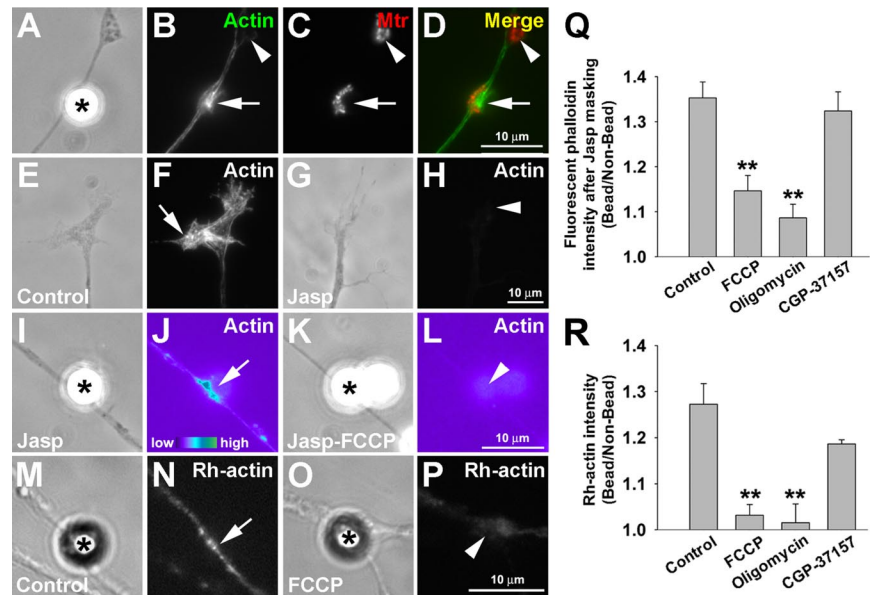 A
B
Actin
C
Mtr
D
Merge
*
10 µm
E
Control
F
Actin
G
Jasp
H
Actin
10 µm
I
Jasp
*
J
Actin
low
high
K
Jasp-FCCP
*
L
Actin
10 µm
M
Control
*
N
Rh-actin
O
FCCP
*
P
Rh-actin
10 µm
Q
Fluorescent phalloidin
intensity after Jasp masking
(Bead/Non-Bead)
1.4
1.3
1.2
1.1
1.0
**
**
Control
FCCP
Oligomycin
CGP-37157
R
Rh-actin intensity
(Bead/Non-Bead)
1.4
1.3
1.2
1.1
1.0
**
**
Control
FCCP
Oligomycin
CGP-37157